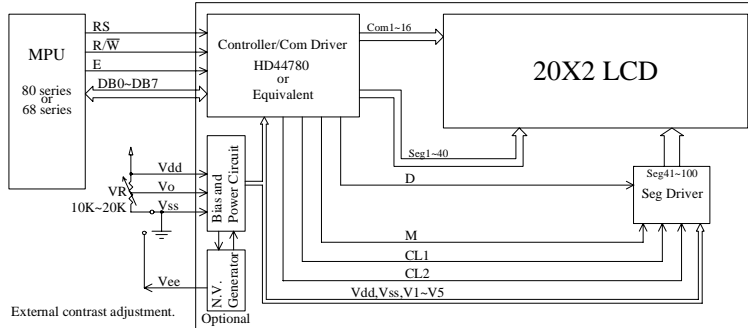 MPU
80 series
or
68 series
RS
R/W̅
E
DB0~DB7
Controller/Com Driver
HD44780
or
Equivalent
Com1~16
20X2 LCD
Seg1~40
Seg41~100
Seg Driver
D
Vdd
Vo
Vss
VR
10K~20K
Bias and
Power Circuit
M
CL1
CL2
Vdd,Vss,V1~V5
Vee
N.V.
Generator
Optional
External contrast adjustment.